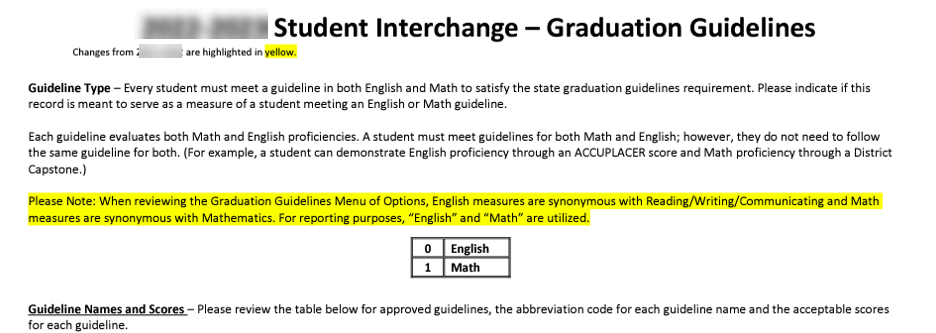 Student Interchange – Graduation Guidelines
Changes from are highlighted in yellow.
Guideline Type – Every student must meet a guideline in both English and Math to satisfy the state graduation guidelines requirement. Please indicate if this
record is meant to serve as a measure of a student meeting an English or Math guideline.
Each guideline evaluates both Math and English proficiencies. A student must meet guidelines for both Math and English; however, they do not need to follow
the same guideline for both. (For example, a student can demonstrate English proficiency through an ACCUPLACER score and Math proficiency through a District
Capstone.)
Please Note: When reviewing the Graduation Guidelines Menu of Options, English measures are synonymous with Reading/Writing/Communicating and Math
measures are synonymous with Mathematics. For reporting purposes, “English” and “Math” are utilized.
0 English
1 Math
Guideline Names and Scores – Please review the table below for approved guidelines, the abbreviation code for each guideline name and the acceptable scores
for each guideline.